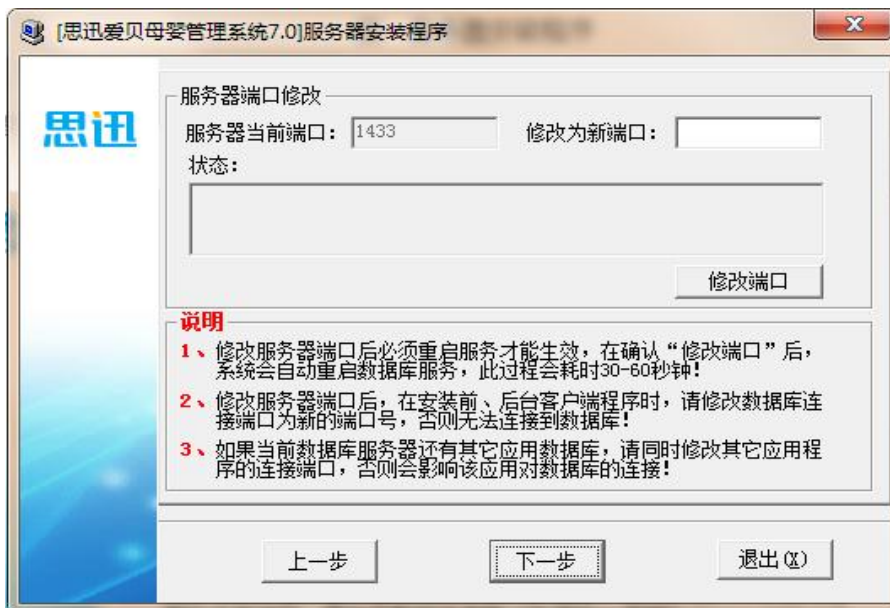 [思迅爱贝母婴管理系统7.0]服务器安装程序
思迅
服务器端口修改
服务器当前端口： 1433 修改为新端口：
状态：
修改端口
说明
1、修改服务器端口后必须重启服务才能生效，在确认“修改端口”后，
系统会自动重启数据库服务，此过程会耗时30-60秒钟！
2、修改服务器端口后，在安装前、后台客户端程序时，请修改数据库连
接端口为新的端口号，否则无法连接到数据库！
3、如果当前数据库服务器还有其它应用数据库，请同时修改其它应用程
序的连接端口，否则会影响该应用对数据库的连接！
上一步 下一步 退出(X)